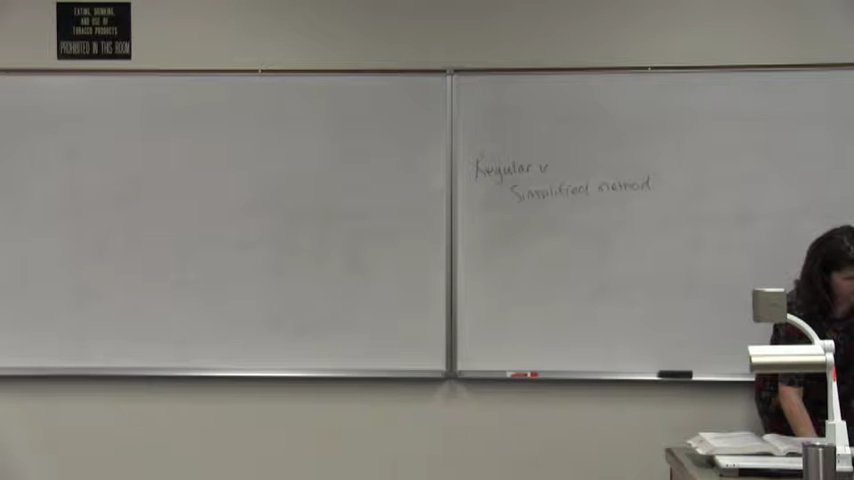 EATING, DRINKING,
AND USE OF
TOBACCO PRODUCTS
PROHIBITED IN THIS ROOM
Regular v
Simplified method